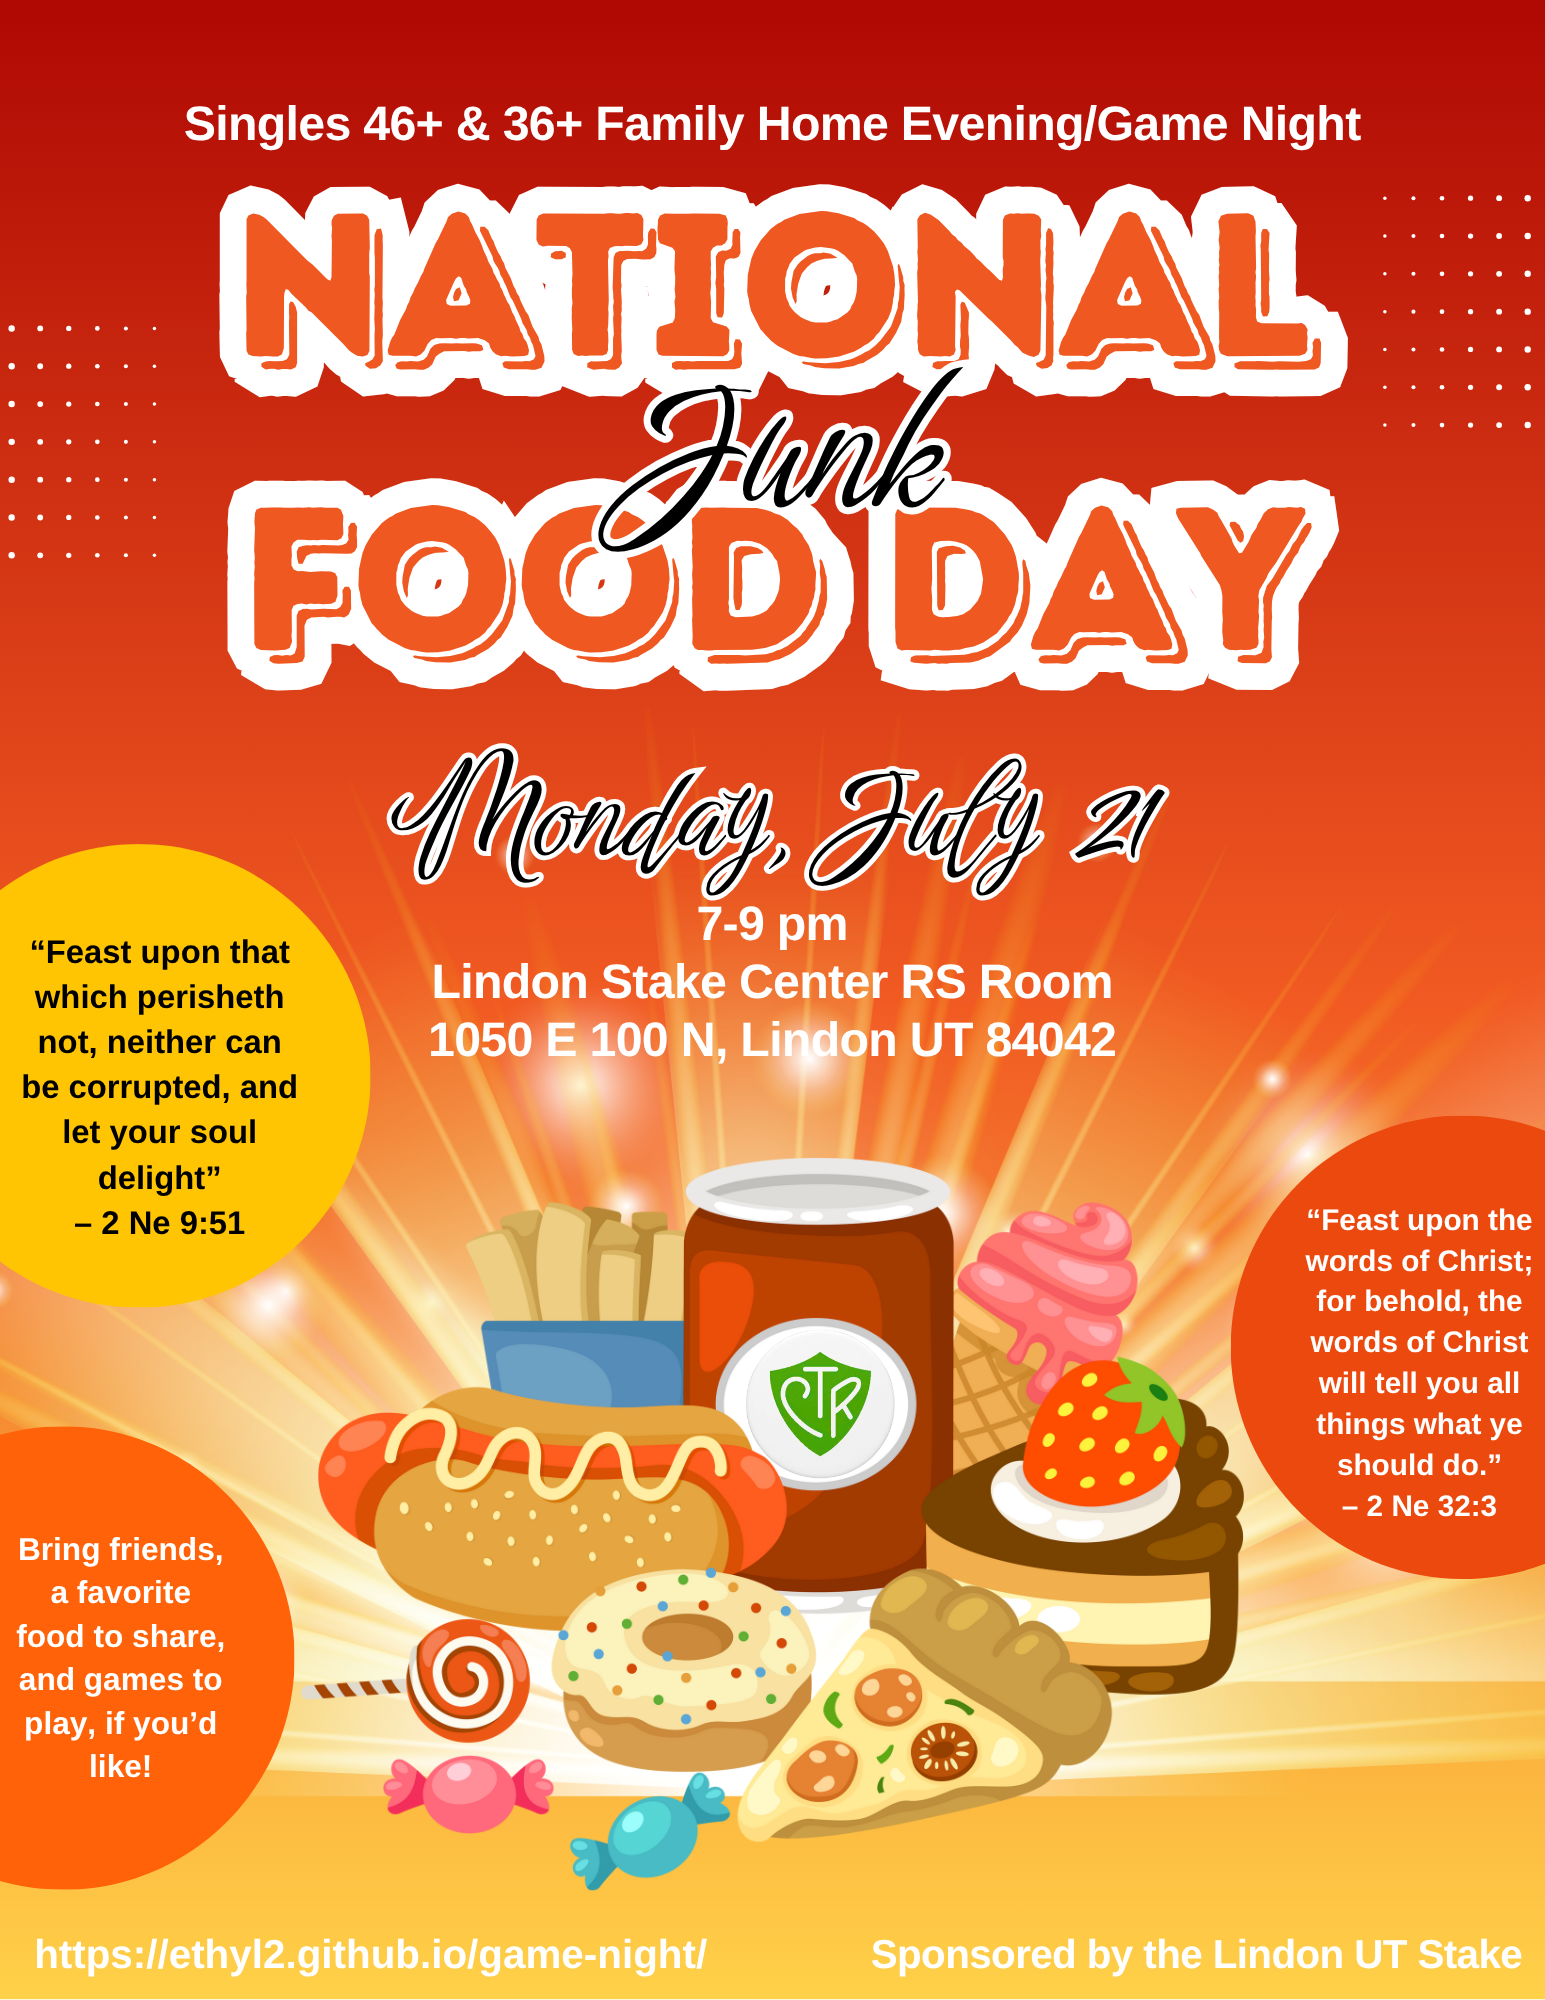 Singles 46+ & 36+ Family Home Evening/Game Night
NATIONAL
Junk
FOOD DAY
Monday, July 21
7-9 pm
Lindon Stake Center RS Room
1050 E 100 N, Lindon UT 84042
“Feast upon that
which perisheth
not, neither can
be corrupted, and
let your soul
delight”
– 2 Ne 9:51
“Feast upon the
words of Christ;
for behold, the
words of Christ
will tell you all
things what ye
should do.”
– 2 Ne 32:3
CTR
Bring friends,
a favorite
food to share,
and games to
play, if you’d
like!
https://ethyl2.github.io/game-night/
Sponsored by the Lindon UT Stake